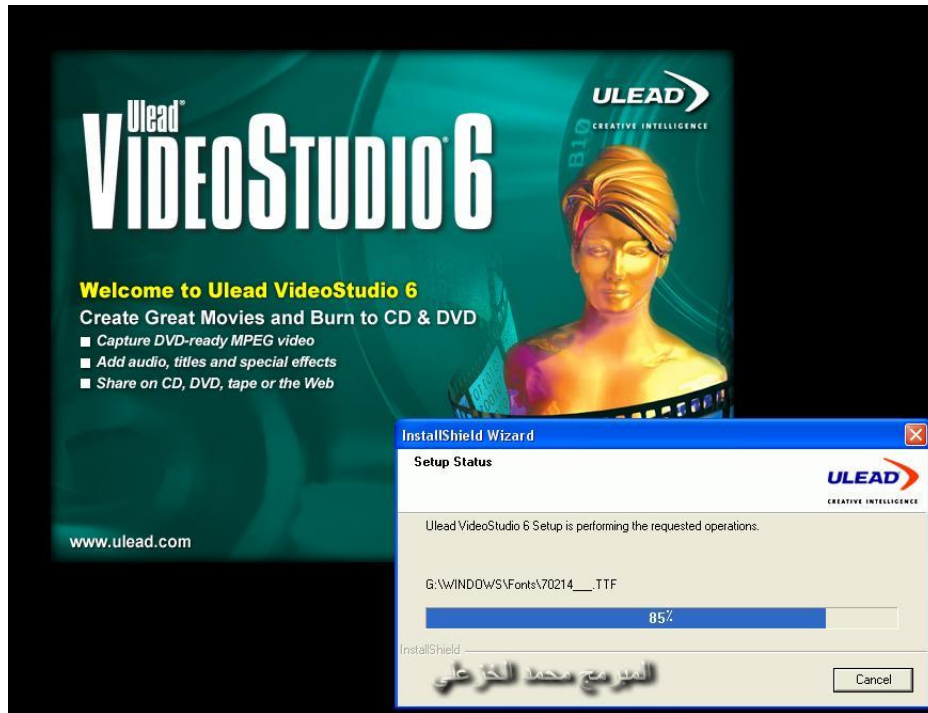 Ulead®
VIDEOSTUDIO® 6
ULEAD
CREATIVE INTELLIGENCE
B10
Welcome to Ulead VideoStudio 6
Create Great Movies and Burn to CD & DVD
Capture DVD-ready MPEG video
Add audio, titles and special effects
Share on CD, DVD, tape or the Web
www.ulead.com
InstallShield Wizard
Setup Status
ULEAD
CREATIVE INTELLIGENCE
Ulead VideoStudio 6 Setup is performing the requested operations.
G:\WINDOWS\Fonts\70214___.TTF
85%
InstallShield
المبرمج محمد الخزعلي
Cancel